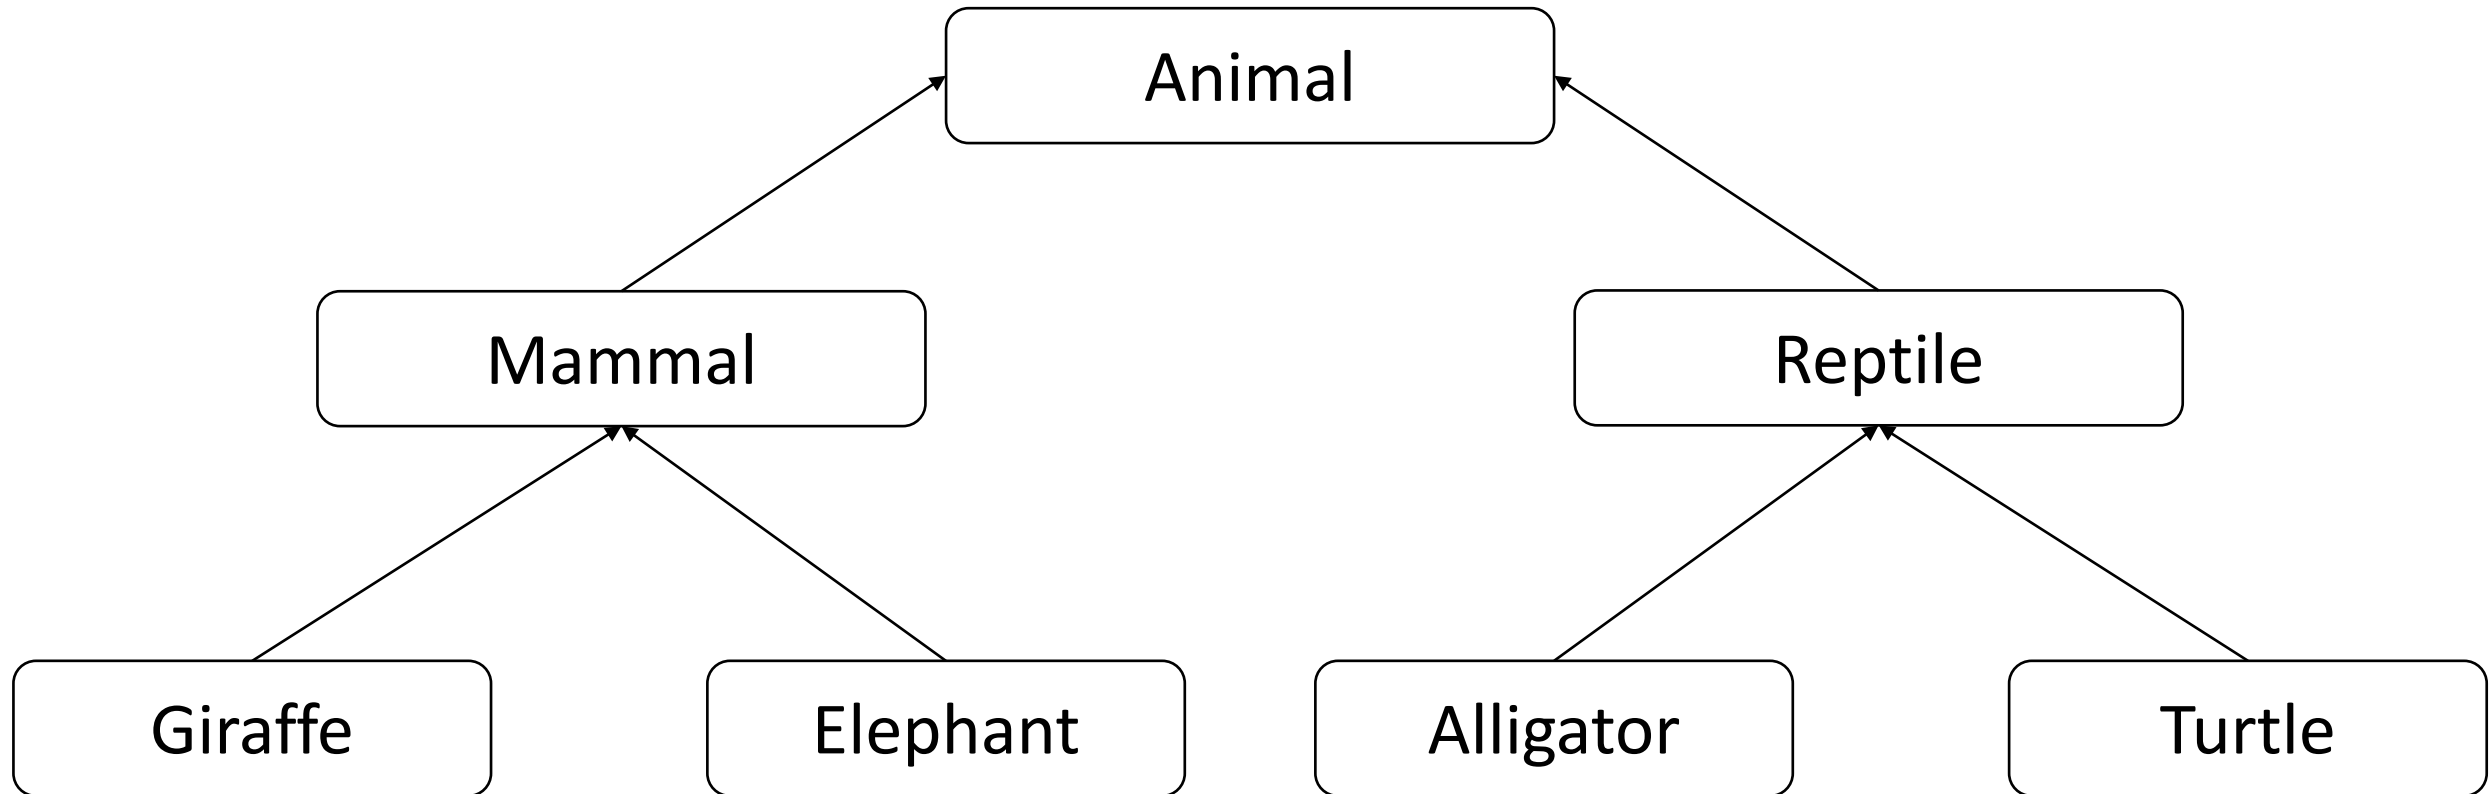 Animal
Mammal
Reptile
Giraffe
Elephant
Alligator
Turtle